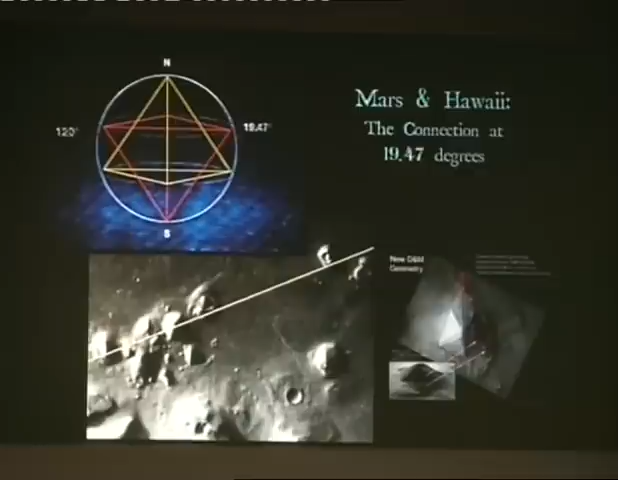 N
120°
19.47°
S
Mars & Hawaii:
The Connection at
19.47 degrees
New D&M
Geometry